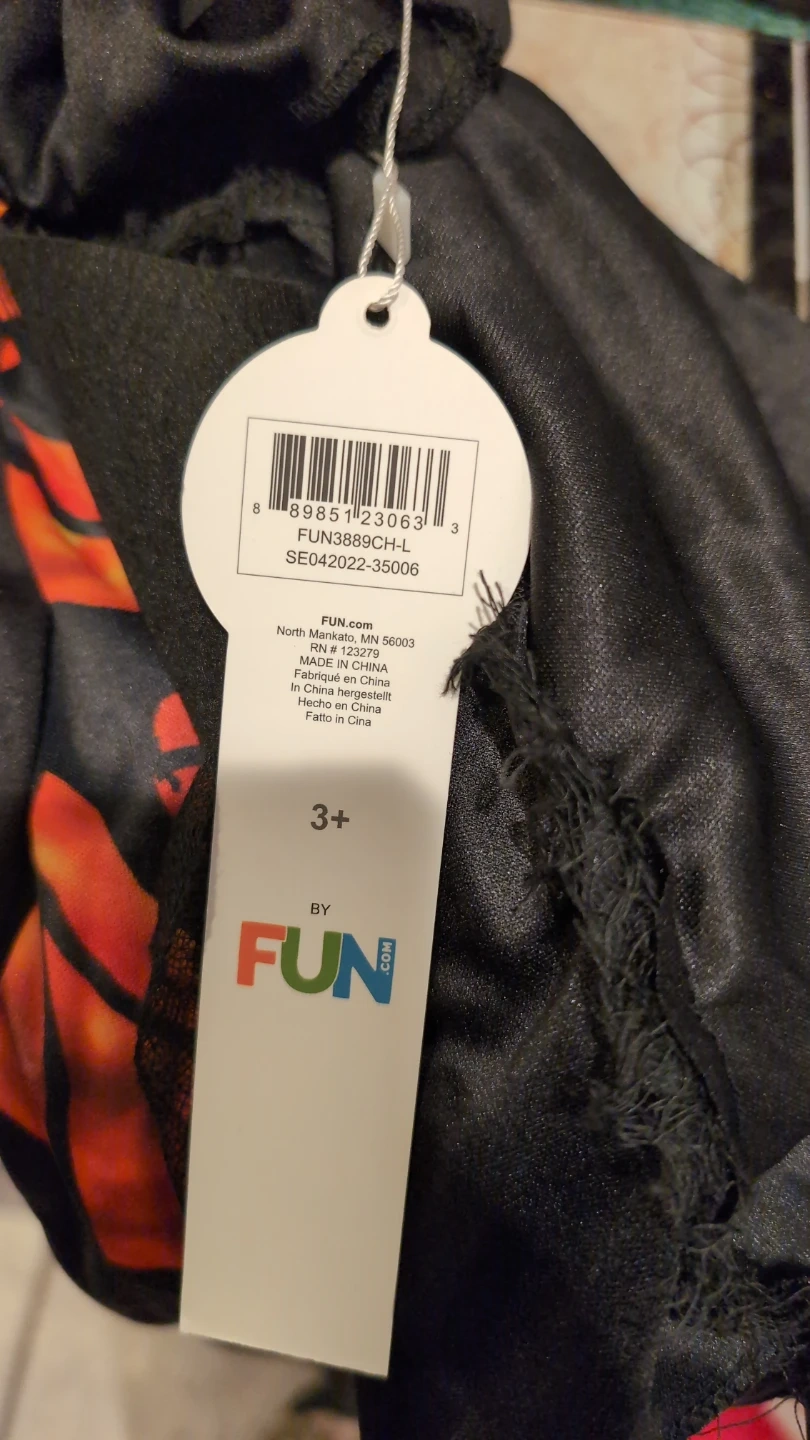 8 89851 23063 3
FUN3889CH-L
SE042022-35006
FUN.com
North Mankato, MN 56003
RN # 123279
MADE IN CHINA
Fabriqué en China
In China hergestellt
Hecho en China
Fatto in Cina
3+
BY
FUN.COM